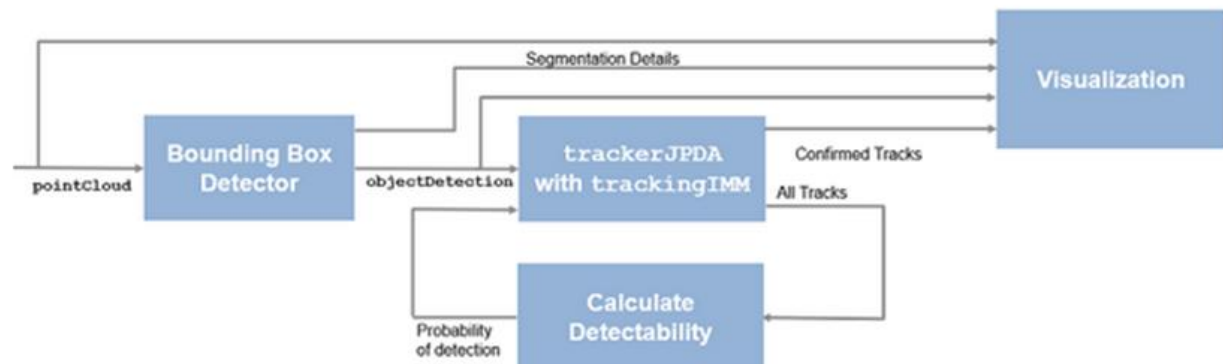 Segmentation Details
Visualization
Bounding Box
Detector
pointCloud
objectDetection
trackerJPDA
with trackingIMM
Confirmed Tracks
All Tracks
Calculate
Detectability
Probability
of detection